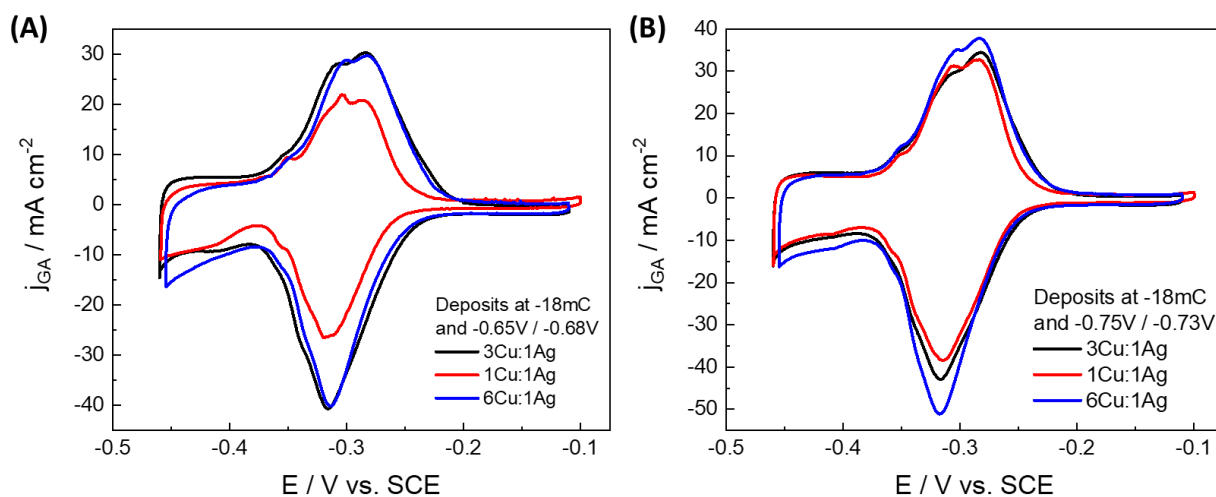 (A)
30
20
10
0
-10
-20
-30
-40
j GA / mA cm-2
-0.5
-0.4
-0.3
-0.2
-0.1
E / V vs. SCE
Deposits at -18mC
and -0.65V / -0.68V
3Cu:1Ag
1Cu:1Ag
6Cu:1Ag
(B)
40
30
20
10
0
-10
-20
-30
-40
-50
j GA / mA cm-2
-0.5
-0.4
-0.3
-0.2
-0.1
E / V vs. SCE
Deposits at -18mC
and -0.75V / -0.73V
3Cu:1Ag
1Cu:1Ag
6Cu:1Ag